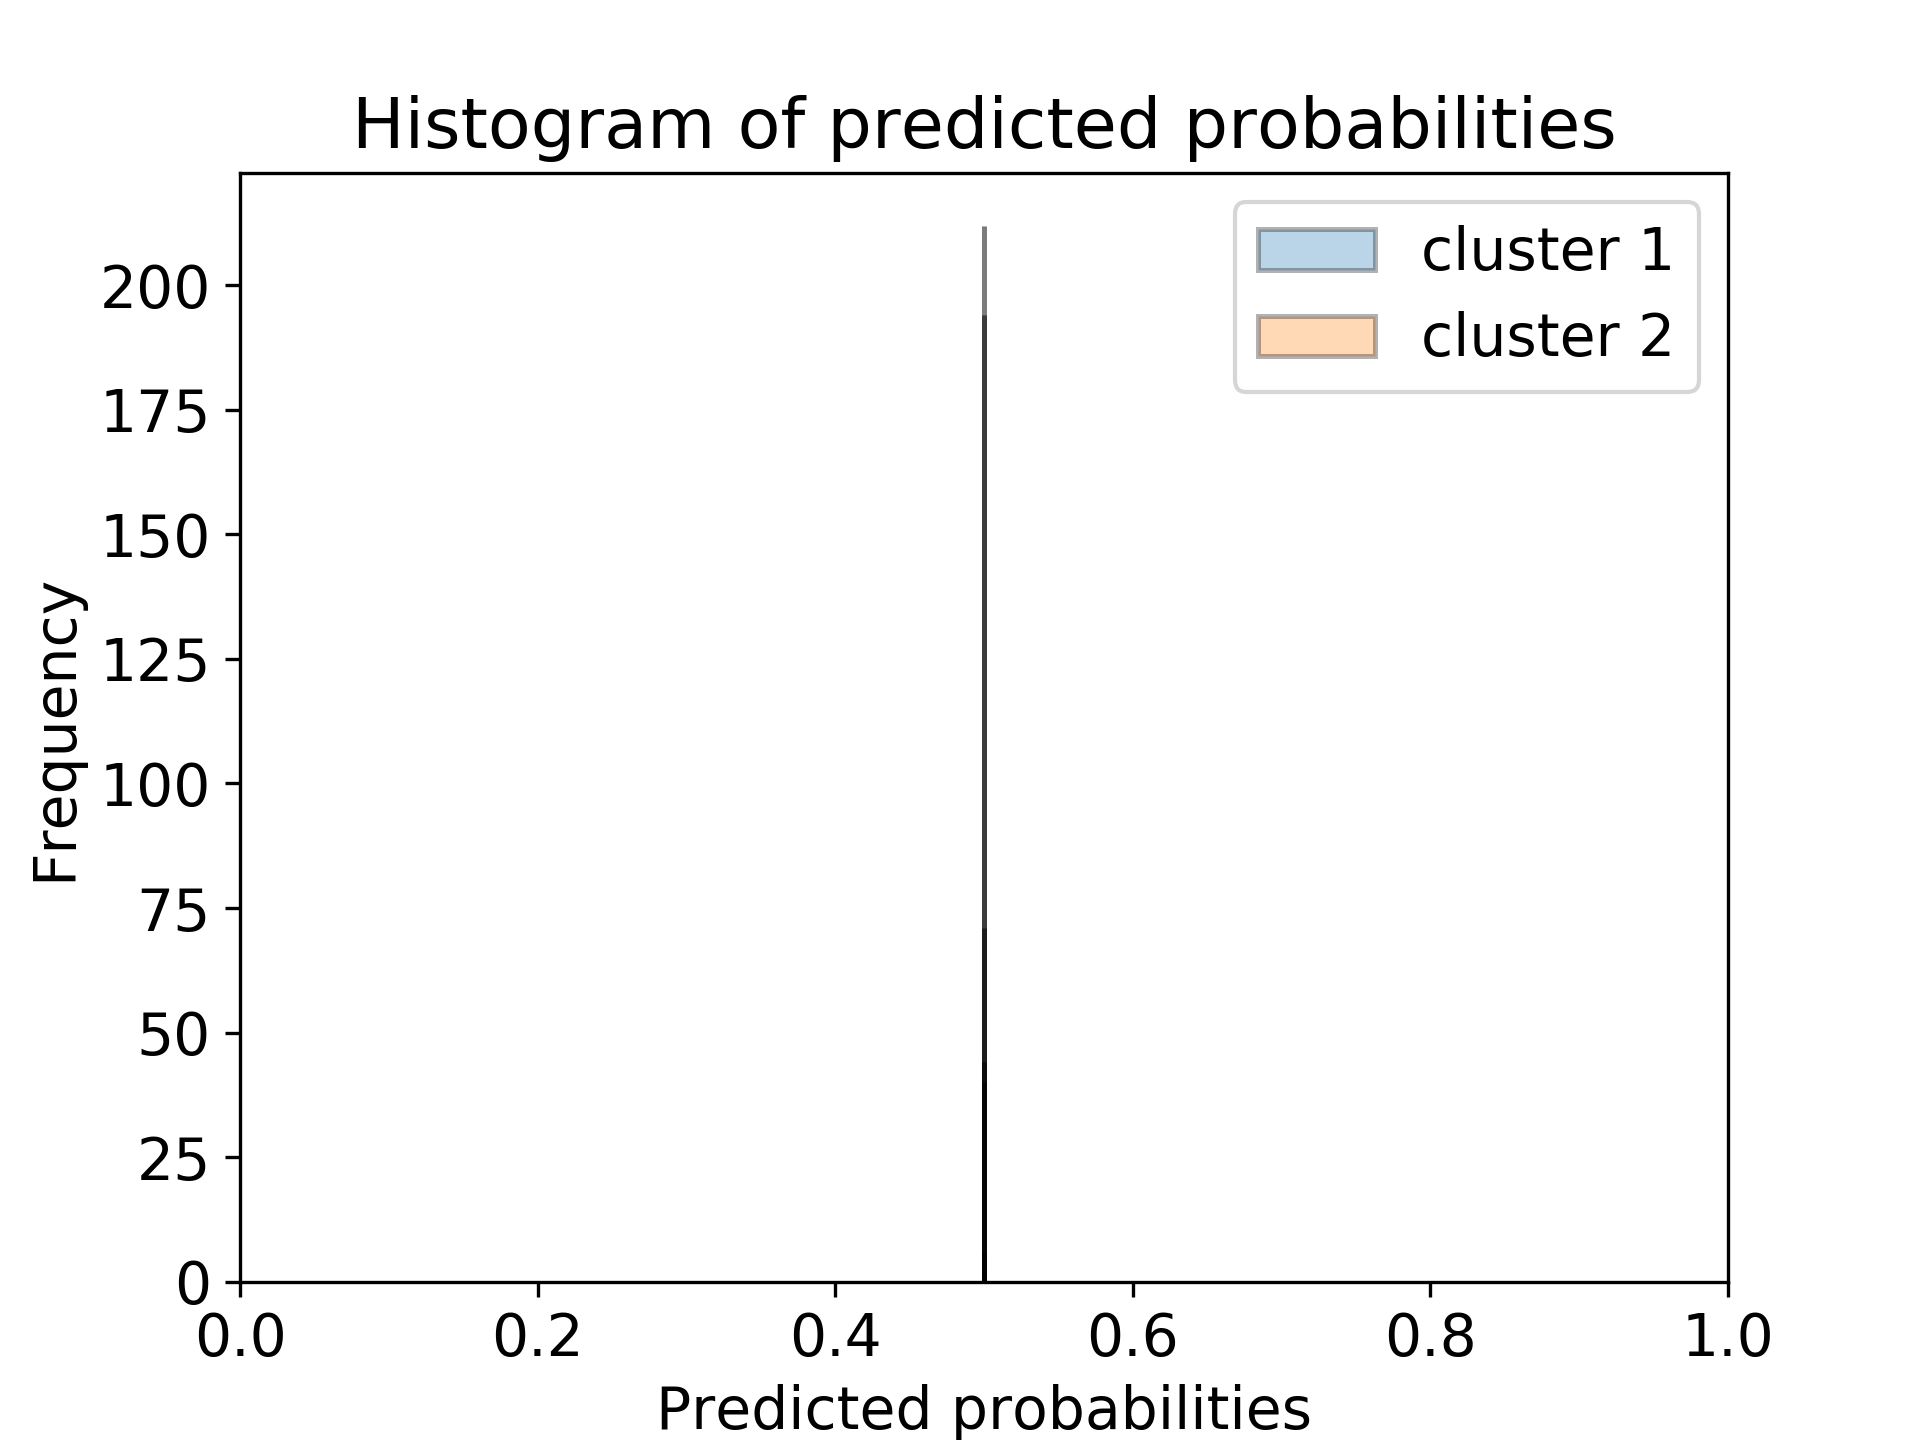 Histogram of predicted probabilities
cluster 1
cluster 2
Frequency
200
175
150
125
100
75
50
25
0
0.0 0.2 0.4 0.6 0.8 1.0
Predicted probabilities